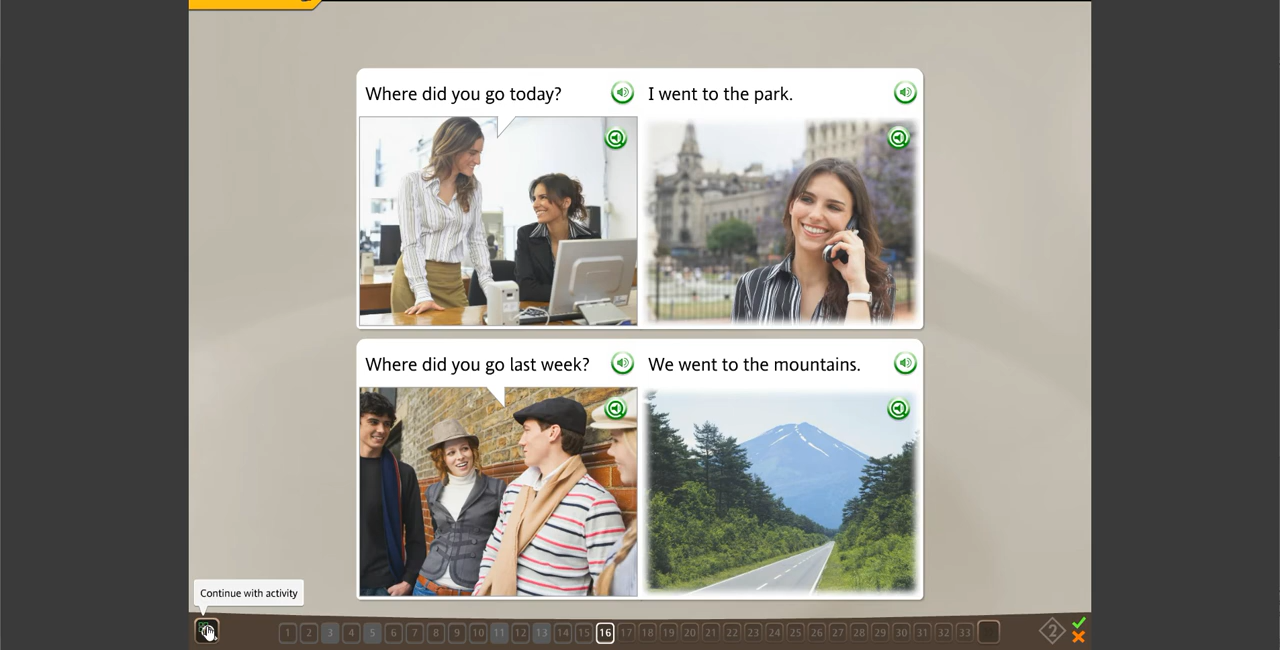 Where did you go today?
I went to the park.
Where did you go last week?
We went to the mountains.
Continue with activity
1 2 3 4 5 6 7 8 9 10 11 12 13 14 15 16 17 18 19 20 21 22 23 24 25 26 27 28 29 30 31 32 33
2